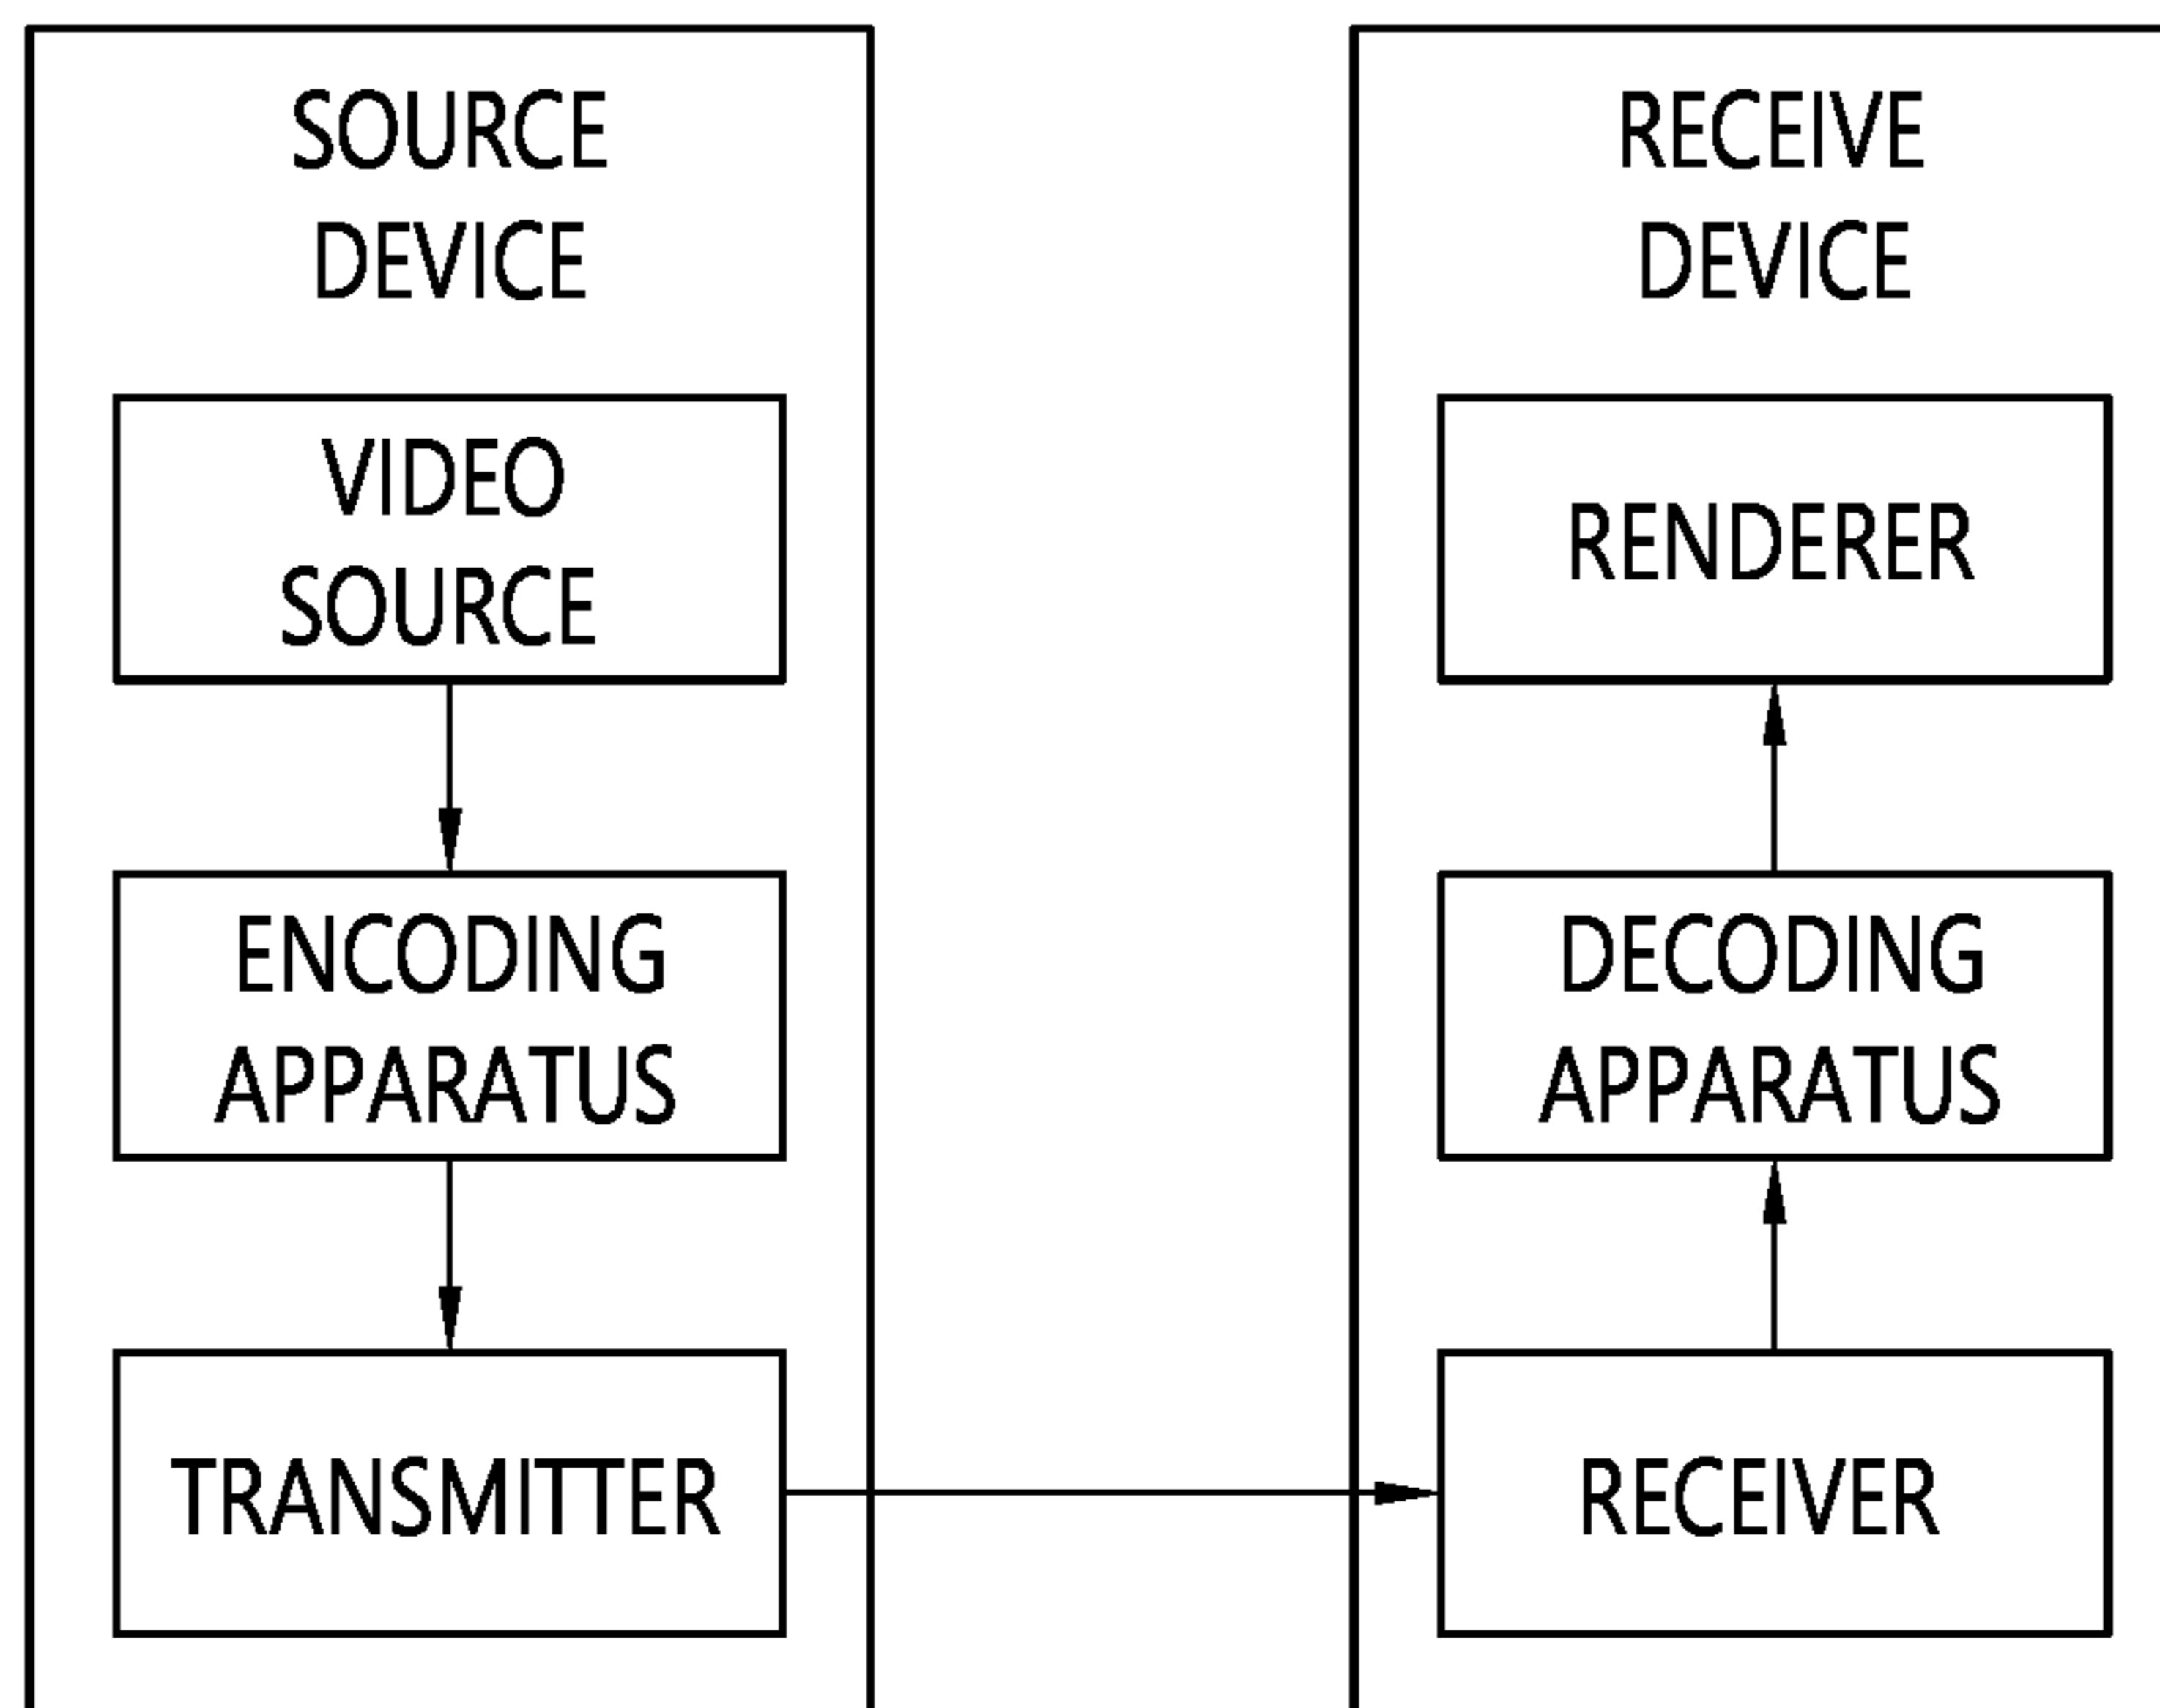 SOURCE
DEVICE
VIDEO
SOURCE
ENCODING
APPARATUS
TRANSMITTER
RECEIVE
DEVICE
RENDERER
DECODING
APPARATUS
RECEIVER